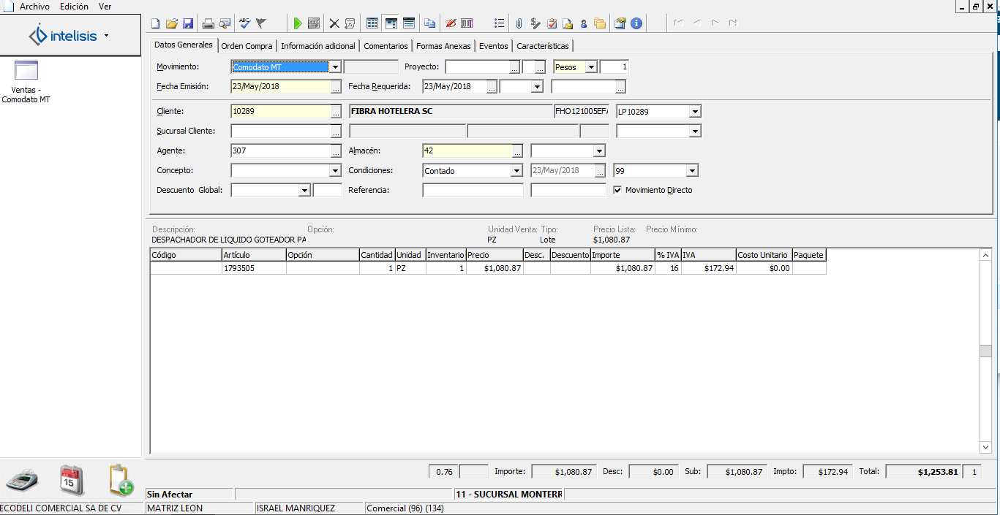 Archivo Edición Ver
intelisis
Ventas -
Comodato MT
ABC
CFD
Datos Generales Orden Compra Información adicional Comentarios Formas Anexas Eventos Características
Movimiento: Comodato MT Proyecto: ... ... Pesos 1
Fecha Emisión: 23/May/2018 ... Fecha Requerida: 23/May/2018 ... ...
Cliente: 10289 ... FIBRA HOTELERA SC FHO121005EFA LP10289
Sucursal Cliente: ...
Agente: 307 ... Almacén: 42 ...
Concepto: Condiciones: Contado 23/May/2018 ... 99
Descuento Global: Referencia: Movimiento Directo
Descripción: Opción: Unidad Venta: Tipo: Precio Lista: Precio Mínimo:
DESPACHADOR DE LIQUIDO GOTEADOR PA PZ Lote $1,080.87
Código Artículo Opción Cantidad Unidad Inventario Precio Desc. Descuento Importe % IVA IVA Costo Unitario Paquete
1793505 1 PZ 1 $1,080.87 $1,080.87 16 $172.94 $0.00
0.76 Importe: $1,080.87 Desc: $0.00 Sub: $1,080.87 Impto: $172.94 Total: $1,253.81 1
15
Sin Afectar 11 - SUCURSAL MONTERR
ECODELI COMERCIAL SA DE CV MATRIZ LEON ISRAEL MANRIQUEZ Comercial (96) (134)